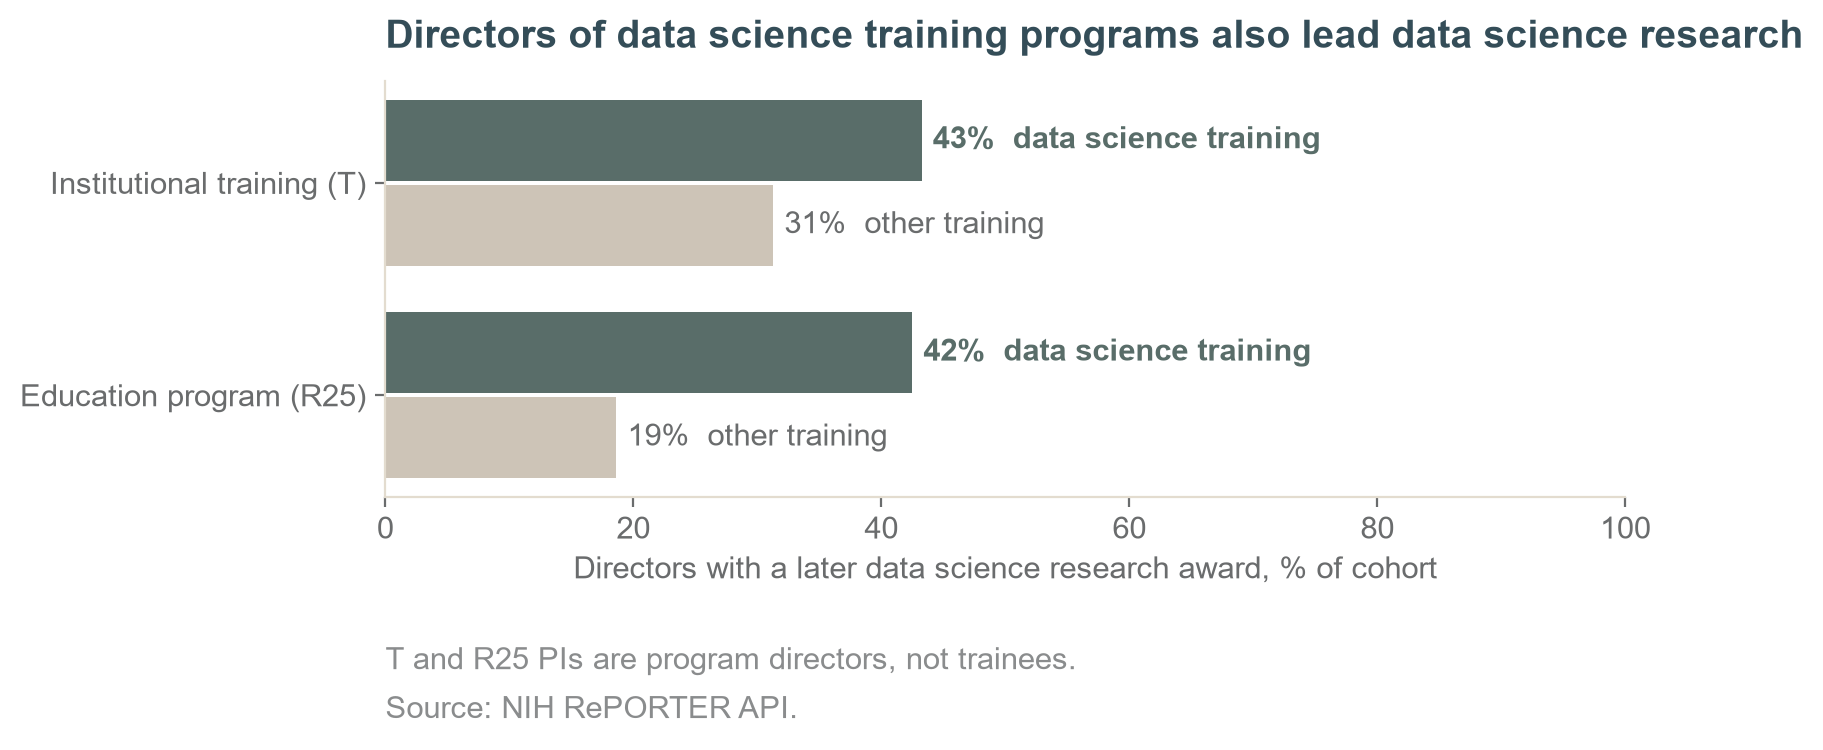 Directors of data science training programs also lead data science research
43% data science training
Institutional training (T)
31% other training
42% data science training
Education program (R25)
19% other training
0 20 40 60 80 100
Directors with a later data science research award, % of cohort
T and R25 PIs are program directors, not trainees.
Source: NIH RePORTER API.